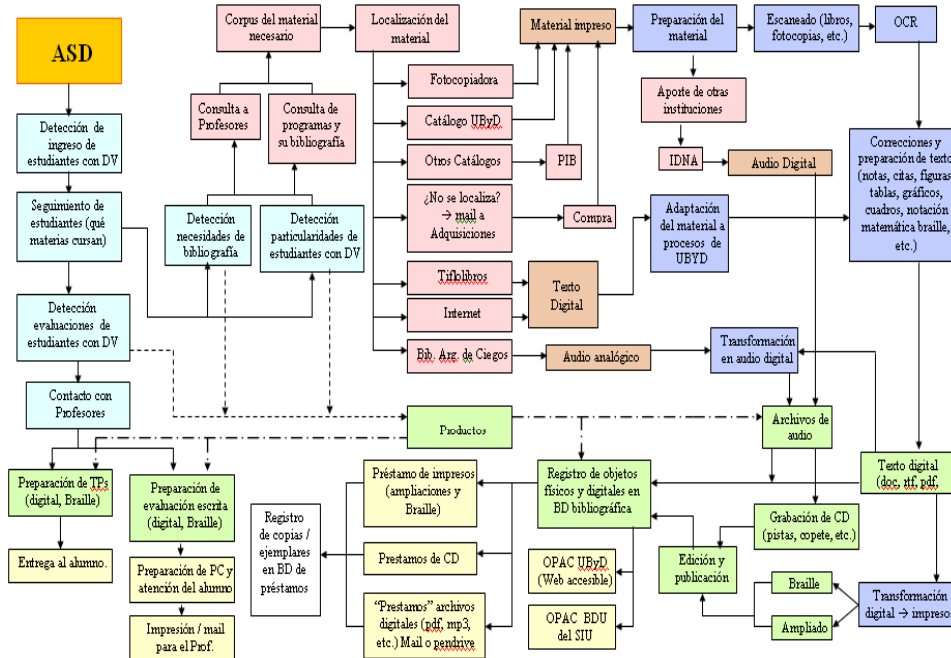 ASD
Detección de
ingreso de
estudiantes con DV
Seguimiento de
estudiantes (qué
materias cursan)
Detección
evaluaciones de
estudiantes con DV
Contacto con
Profesores
Preparación de TPs
(digital, Braille)
Entrega al alumno.
Preparación de
evaluación escrita
(digital, Braille)
Preparación de PC y
atención del alumno
Impresión / mail
para el Prof.
Corpus del material
necesario
Consulta a
Profesores
Consulta de
programas y
su bibliografía
Detección
necesidades de
bibliografía
Detección
particularidades de
estudiantes con DV
Localización del
material
Fotocopiadora
Catálogo UByD
Otros Catálogos
PIB
¿No se localiza?
→ mail a
Adquisiciones
Compra
Tiflolibros
Internet
Texto
Digital
Bib. Arg. de Ciegos
Audio analógico
Material impreso
Preparación del
material
Aporte de otras
instituciones
IDNA
Audio Digital
Adaptación
del material a
procesos de
UBYD
Transformación
en audio digital
Escaneado (libros,
fotocopias, etc.)
OCR
Correcciones y
preparación de texto
(notas, citas, figuras
tablas, gráficos,
cuadros, notación
matemática braille,
etc.)
Productos
Archivos de
audio
Texto digital
(doc, rtf, pdf,
Registro de objetos
físicos y digitales en
BD bibliográfica
Grabación de CD
(pistas, copete, etc.)
Edición y
publicación
Braille
Ampliado
Transformación
digital → impresos
OPAC UByD
(Web accesible)
OPAC BDU
del SIU
Préstamo de impresos
(ampliaciones y
Braille)
Prestamos de CD
"Prestamos" archivos
digitales (pdf, mp3,
etc.) Mail o pendrive
Registro de
copias /
ejemplares
en BD de
préstamos